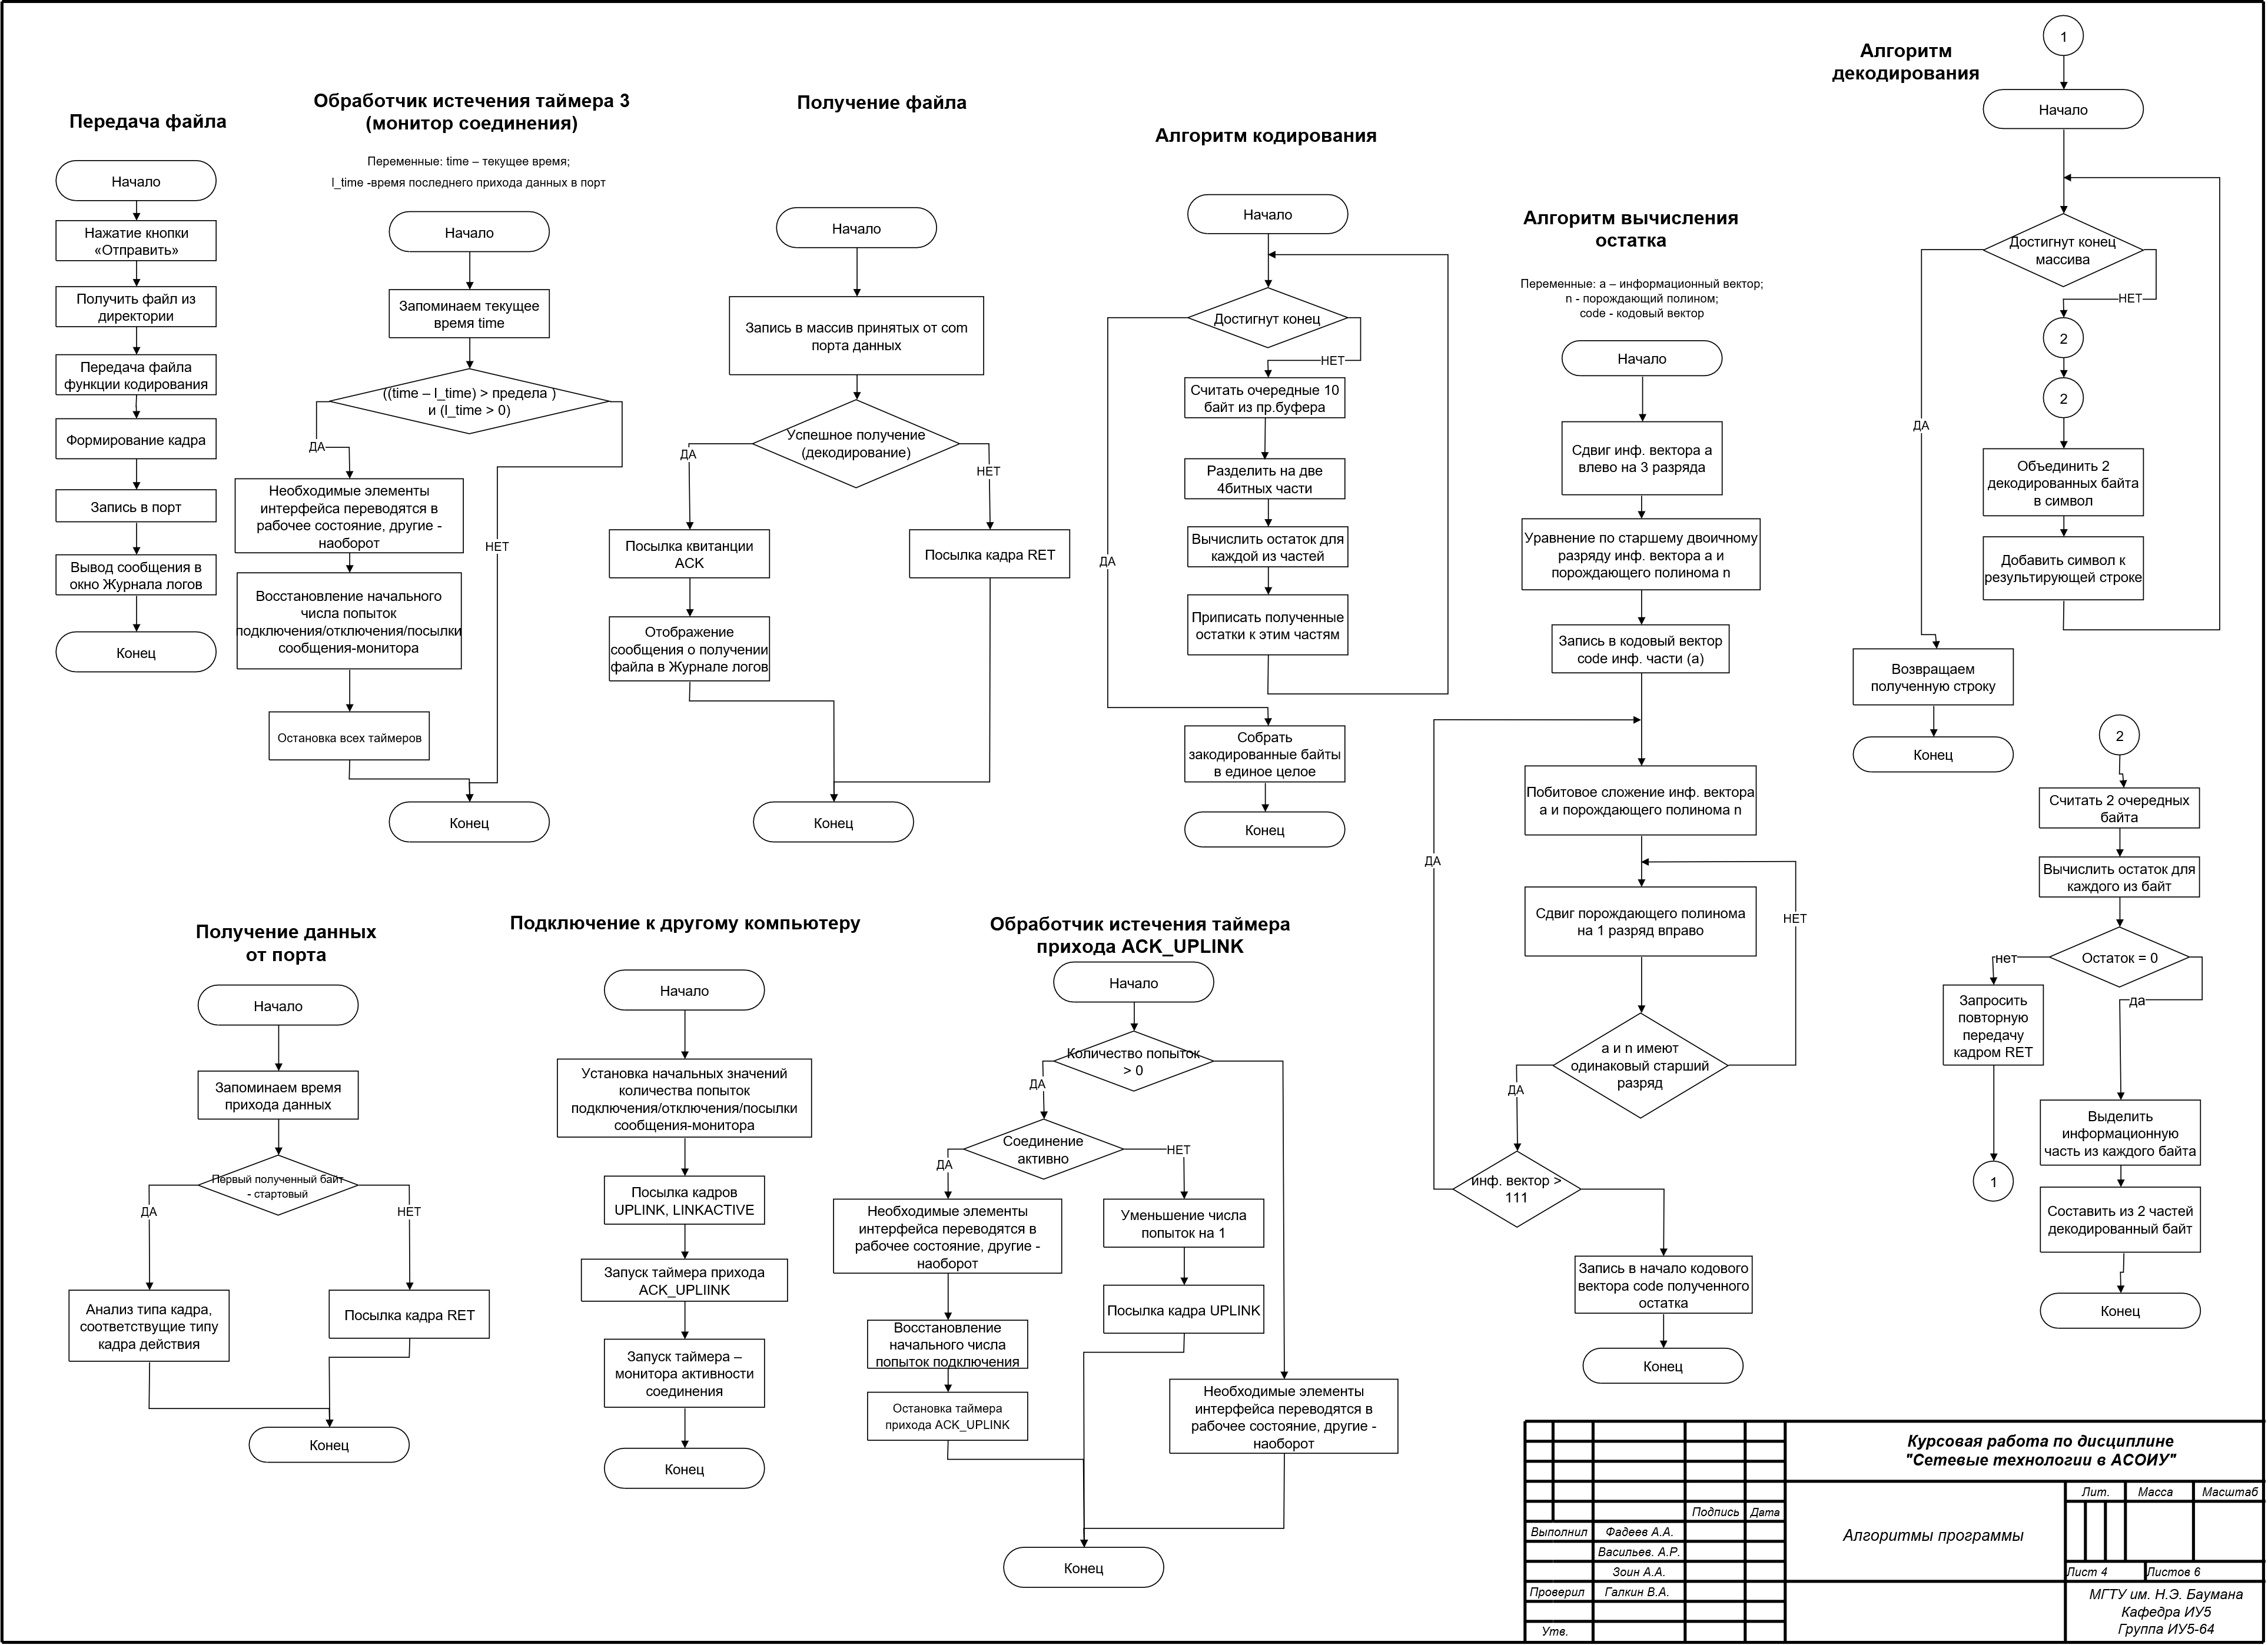 Передача файла
Начало
Нажатие кнопки
«Отправить»
Получить файл из
директории
Передача файла
функции кодирования
Формирование кадра
Запись в порт
Вывод сообщения в
окно Журнала логов
Конец
Обработчик истечения таймера 3
(монитор соединения)
Переменные: time – текущее время;
l_time -время последнего прихода данных в порт
Начало
Запоминаем текущее
время time
((time – l_time) > предела )
и (l_time > 0)
ДА
НЕТ
Необходимые элементы
интерфейса переводятся в
рабочее состояние, другие -
наоборот
Восстановление начального
числа попыток
подключения/отключения/посылки
сообщения-монитора
Остановка всех таймеров
Конец
Получение файла
Начало
Запись в массив принятых от com
порта данных
Успешное получение
(декодирование)
ДА
НЕТ
Посылка квитанции
ACK
Посылка кадра RET
Отображение
сообщения о получении
файла в Журнале логов
Конец
Алгоритм кодирования
Начало
Достигнут конец
НЕТ
ДА
Считать очередные 10
байт из пр.буфера
Разделить на две
4битных части
Вычислить остаток для
каждой из частей
Приписать полученные
остатки к этим частям
Собрать
закодированные байты
в единое целое
Конец
Алгоритм вычисления
остатка
Переменные: a – информационный вектор;
n - порождающий полином;
code - кодовый вектор
Начало
Сдвиг инф. вектора a
влево на 3 разряда
Уравнение по старшему двоичному
разряду инф. вектора a и
порождающего полинома n
Запись в кодовый вектор
code инф. части (a)
Побитовое сложение инф. вектора
a и порождающего полинома n
ДА
Сдвиг порождающего полинома
на 1 разряд вправо
НЕТ
a и n имеют
одинаковый старший
разряд
ДА
инф. вектор >
111
Запись в начало кодового
вектора code полученного
остатка
Конец
Алгоритм
декодирования
1
Начало
Достигнут конец
массива
НЕТ
2
2
ДА
Объединить 2
декодированных байта
в символ
Добавить символ к
результирующей строке
Возвращаем
полученную строку
Конец
2
Считать 2 очередных
байта
Вычислить остаток для
каждого из байт
Остаток = 0
нет
да
Запросить
повторную
передачу
кадром RET
1
Выделить
информационную
часть из каждого байта
Составить из 2 частей
декодированный байт
Конец
Получение данных
от порта
Начало
Запоминаем время
прихода данных
Первый полученный байт
- стартовый
ДА
НЕТ
Анализ типа кадра,
соответствущие типу
кадра действия
Посылка кадра RET
Конец
Подключение к другому компьютеру
Начало
Установка начальных значений
количества попыток
подключения/отключения/посылки
сообщения-монитора
Посылка кадров
UPLINK, LINKACTIVE
Запуск таймера прихода
ACK_UPLIINK
Запуск таймера –
монитора активности
соединения
Конец
Обработчик истечения таймера
прихода ACK_UPLINK
Начало
Количество попыток
> 0
ДА
Соединение
активно
ДА
НЕТ
Необходимые элементы
интерфейса переводятся в
рабочее состояние, другие -
наоборот
Уменьшение числа
попыток на 1
Посылка кадра UPLINK
Восстановление
начального числа
попыток подключения
Остановка таймера
прихода ACK_UPLINK
Необходимые элементы
интерфейса переводятся в
рабочее состояние, другие -
наоборот
Конец
Курсовая работа по дисциплине
"Сетевые технологии в АСОИУ"
Лит. Масса Масштаб
Подпись Дата
Выполнил Фадеев А.А.
Васильев. А.Р.
Зоин А.А.
Проверил Галкин В.А.
Утв.
Алгоритмы программы
Лист 4 Листов 6
МГТУ им. Н.Э. Баумана
Кафедра ИУ5
Группа ИУ5-64